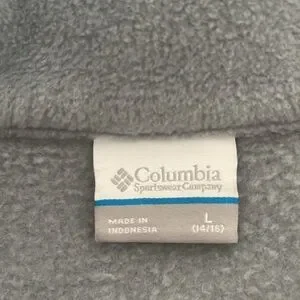 Columbia
Sportswear Company
MADE IN
INDONESIA
L
(14/16)